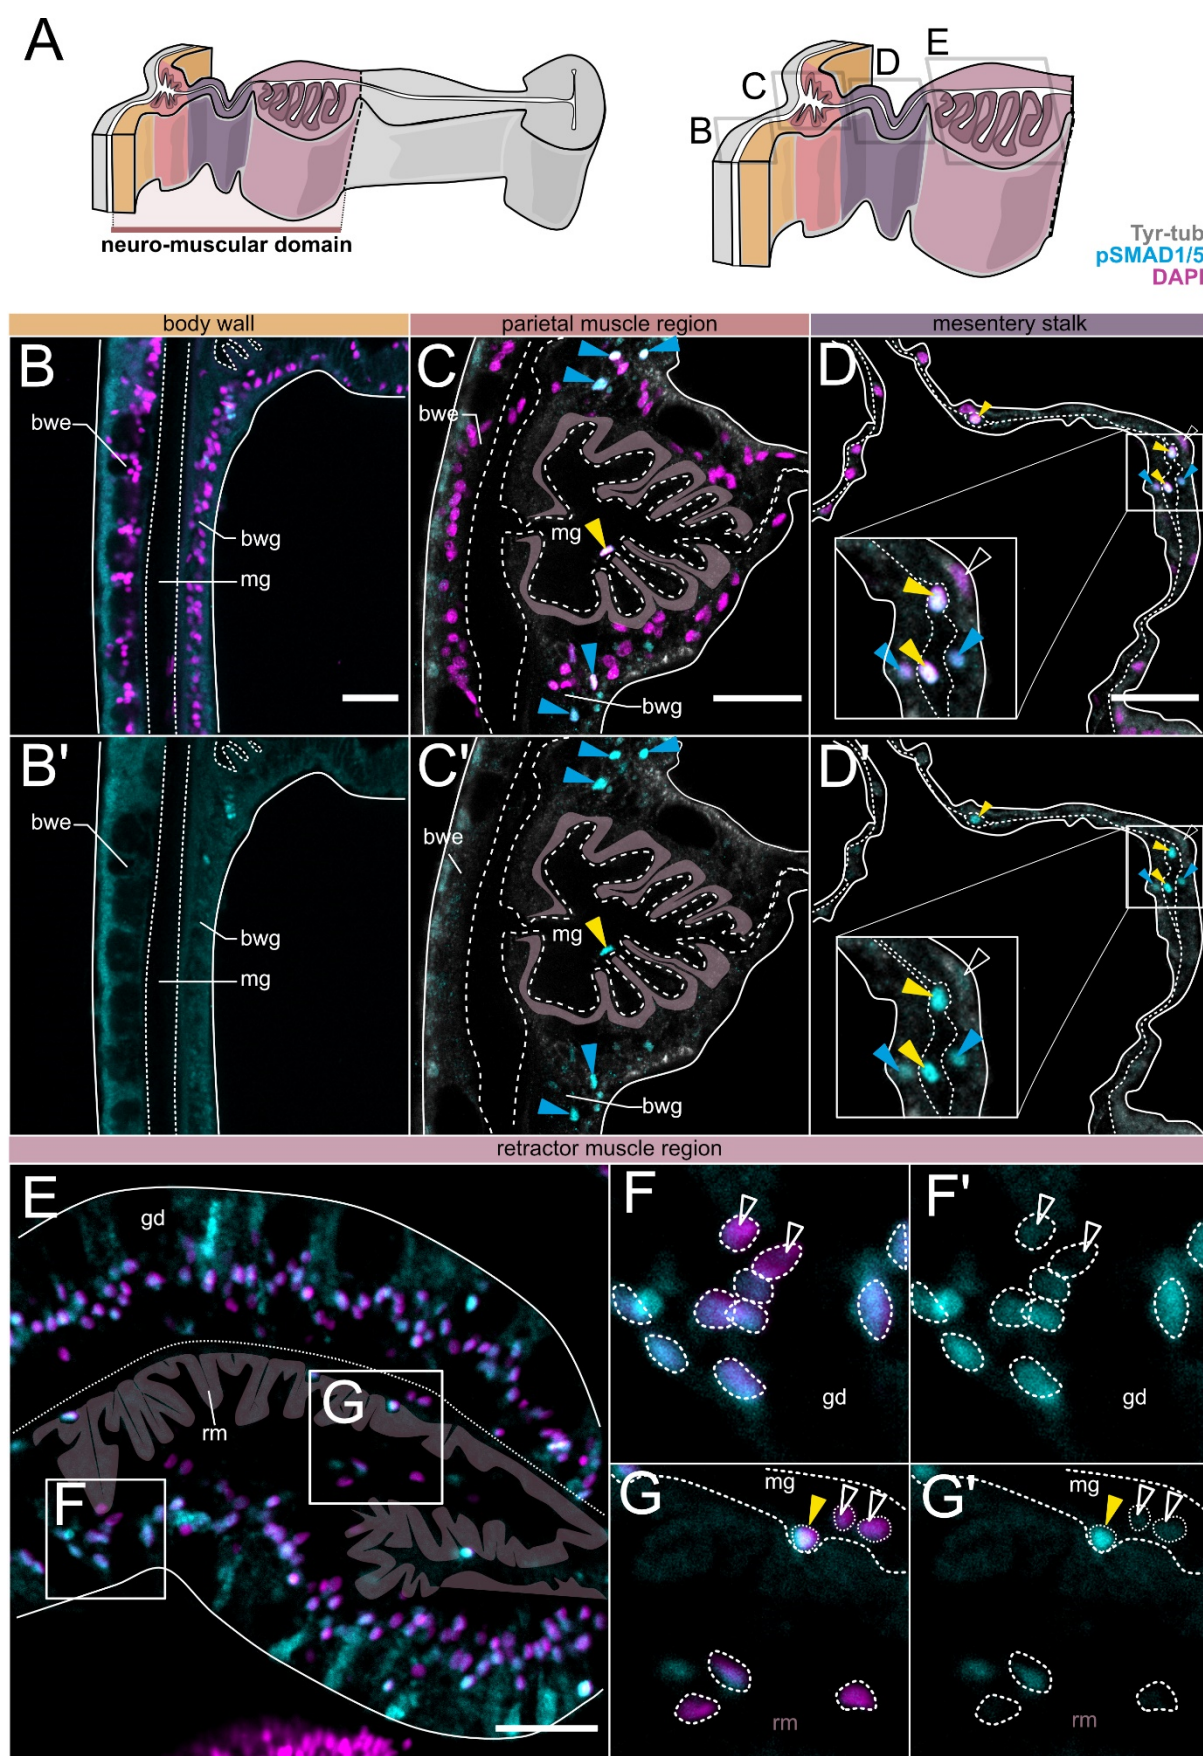 A
neuro-muscular domain
B
C
D
E
Tyr-tub
pSMAD1/5
DAPI
body wall
parietal muscle region
mesentery stalk
B
bwe
bwg
mg
C
bwe
mg
bwg
D
B'
bwe
bwg
mg
C'
bwe
mg
bwg
D'
retractor muscle region
E
gd
rm
G
F
F
gd
F'
gd
G
mg
rm
G'
mg
rm